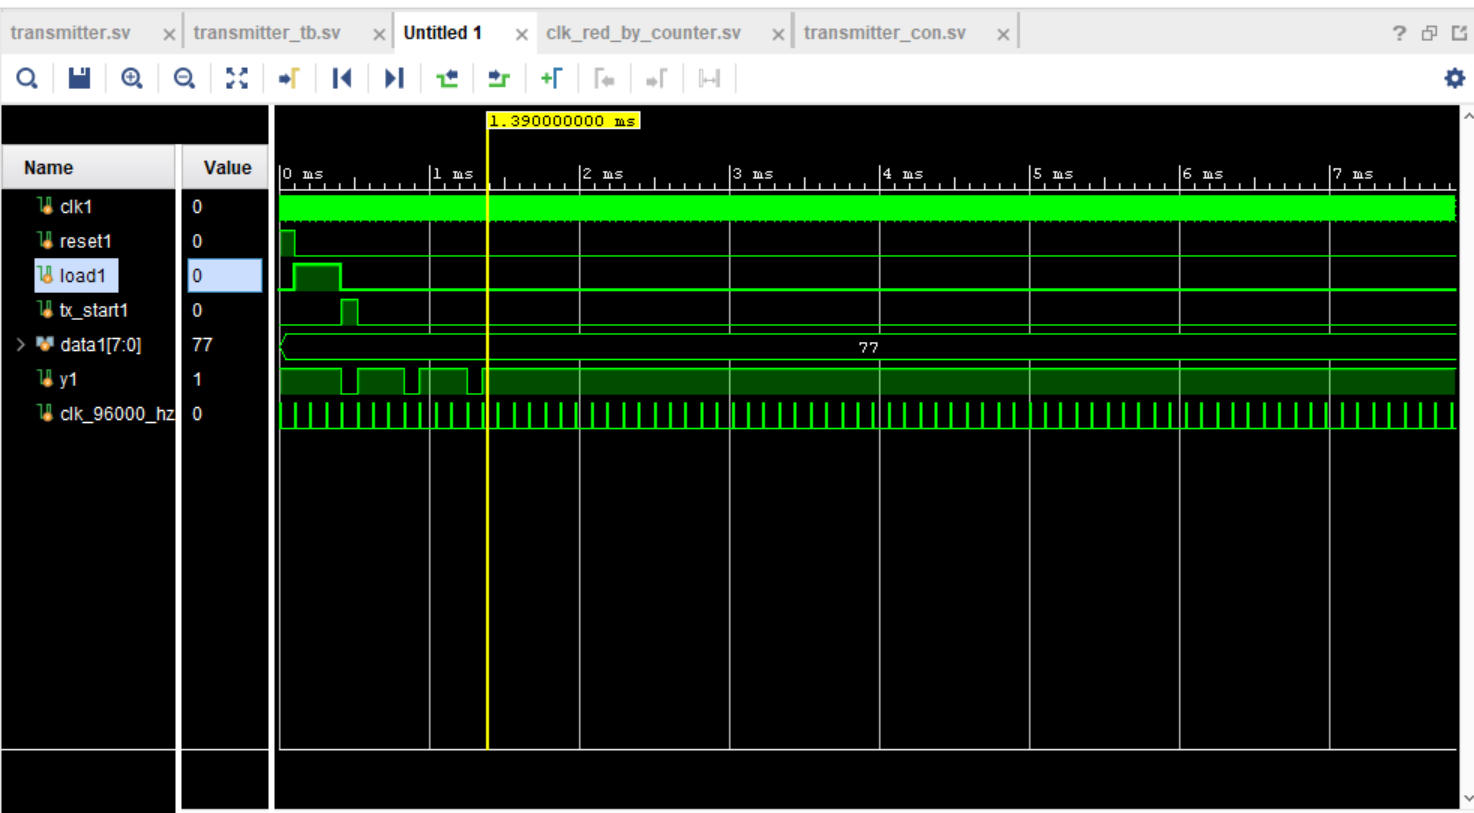 transmitter.sv transmitter_tb.sv Untitled 1 clk_red_by_counter.sv transmitter_con.sv
1.390000000 ms
Name Value 0 ms 1 ms 2 ms 3 ms 4 ms 5 ms 6 ms 7 ms
clk1 0
reset1 0
load1 0
tx_start1 0
data1[7:0] 77 77
y1 1
clk_96000_hz 0